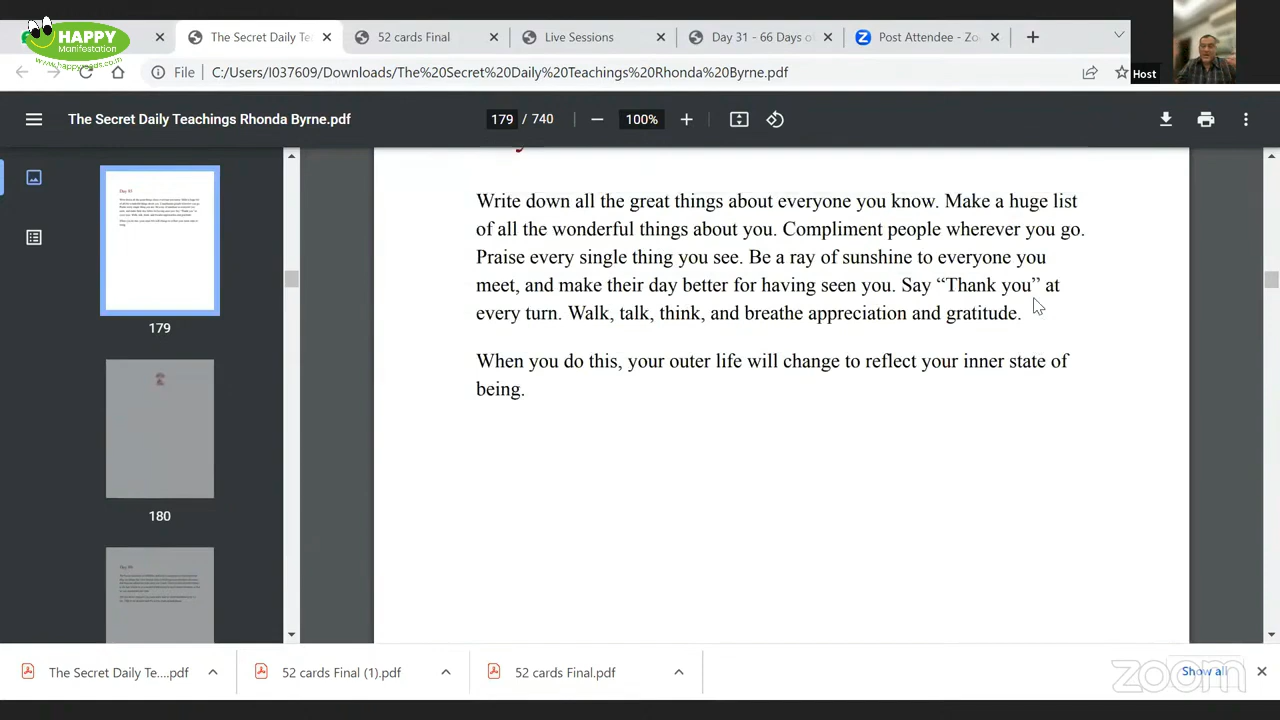 HAPPY
Manifestation
www.happyminds.co.in
The Secret Daily Te
52 cards Final
Live Sessions
Day 31 - 66 Days o
Post Attendee - Zo
File
C:/Users/I037609/Downloads/The%20Secret%20Daily%20Teachings%20Rhonda%20Byrne.pdf
Host
The Secret Daily Teachings Rhonda Byrne.pdf
179 / 740
100%
179
180
Write down all the great things about everyone you know. Make a huge list
of all the wonderful things about you. Compliment people wherever you go.
Praise every single thing you see. Be a ray of sunshine to everyone you
meet, and make their day better for having seen you. Say “Thank you” at
every turn. Walk, talk, think, and breathe appreciation and gratitude.
When you do this, your outer life will change to reflect your inner state of
being.
The Secret Daily Te....pdf
52 cards Final (1).pdf
52 cards Final.pdf
Show all
zoom